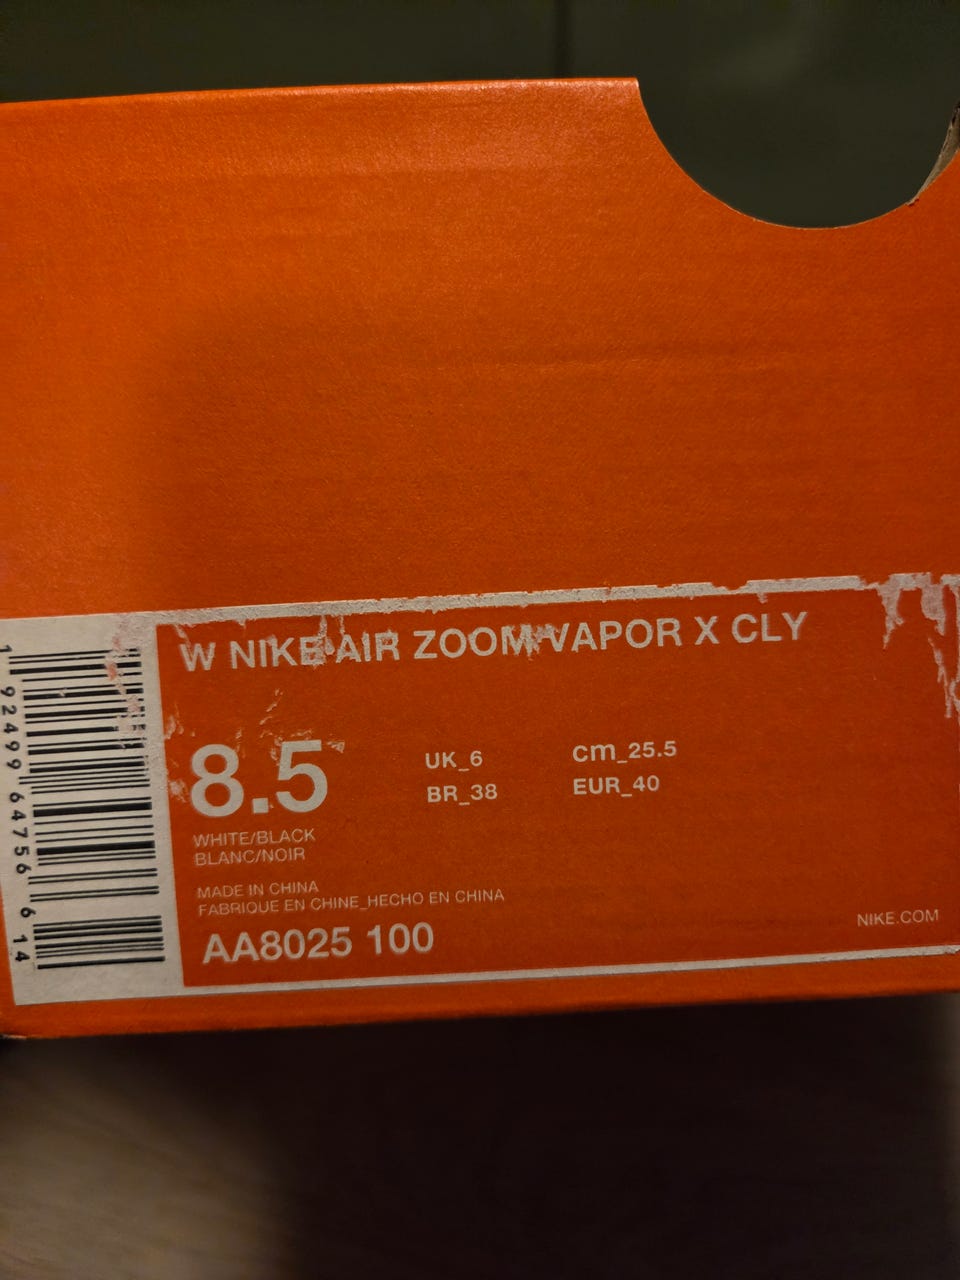 W NIKE AIR ZOOM VAPOR X CLY
8.5
UK_6
cm_25.5
BR_38
EUR_40
WHITE/BLACK
BLANC/NOIR
MADE IN CHINA
FABRIQUE EN CHINE_HECHO EN CHINA
AA8025 100
NIKE.COM
1 92499 64756 6 14